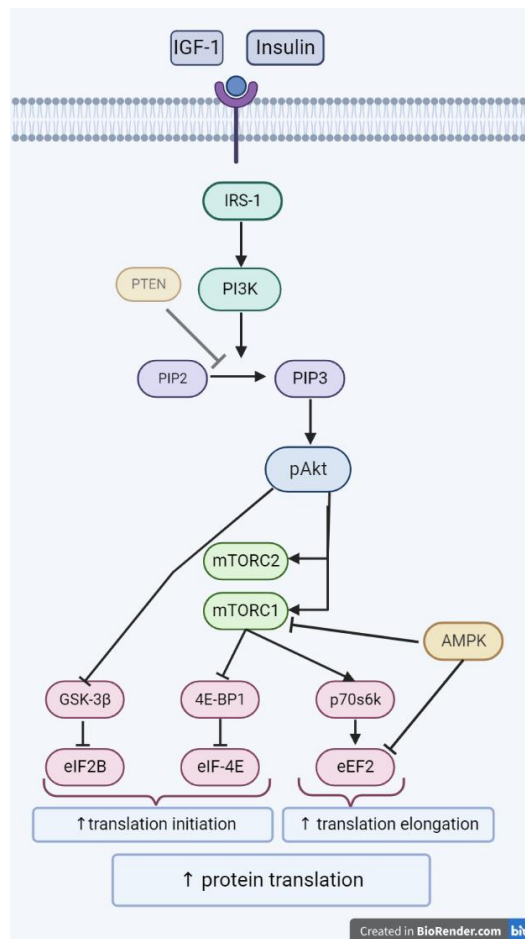 IGF-1
Insulin
IRS-1
PTEN
PI3K
PIP2
PIP3
pAkt
mTORC2
mTORC1
AMPK
GSK-3β
4E-BP1
p70s6k
eIF2B
eIF-4E
eEF2
↑translation initiation
↑ translation elongation
↑ protein translation
Created in BioRender.com